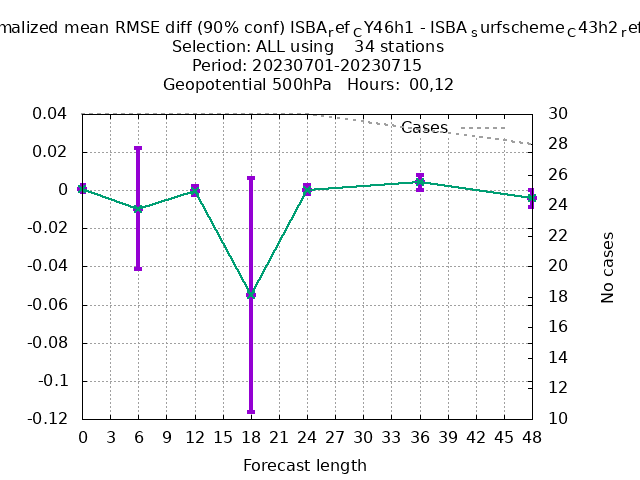 malized mean RMSE diff (90% conf) ISBA_ref_CY46h1 - ISBA_surfscheme_C43h2_ref
Selection: ALL using 34 stations
Period: 20230701-20230715
Geopotential 500hPa Hours: 00,12
Cases
0.04
0.02
0
-0.02
-0.04
-0.06
-0.08
-0.1
-0.12
30
28
26
24
22
20
18
16
14
12
10
No cases
0 3 6 9 12 15 18 21 24 27 30 33 36 39 42 45 48
Forecast length